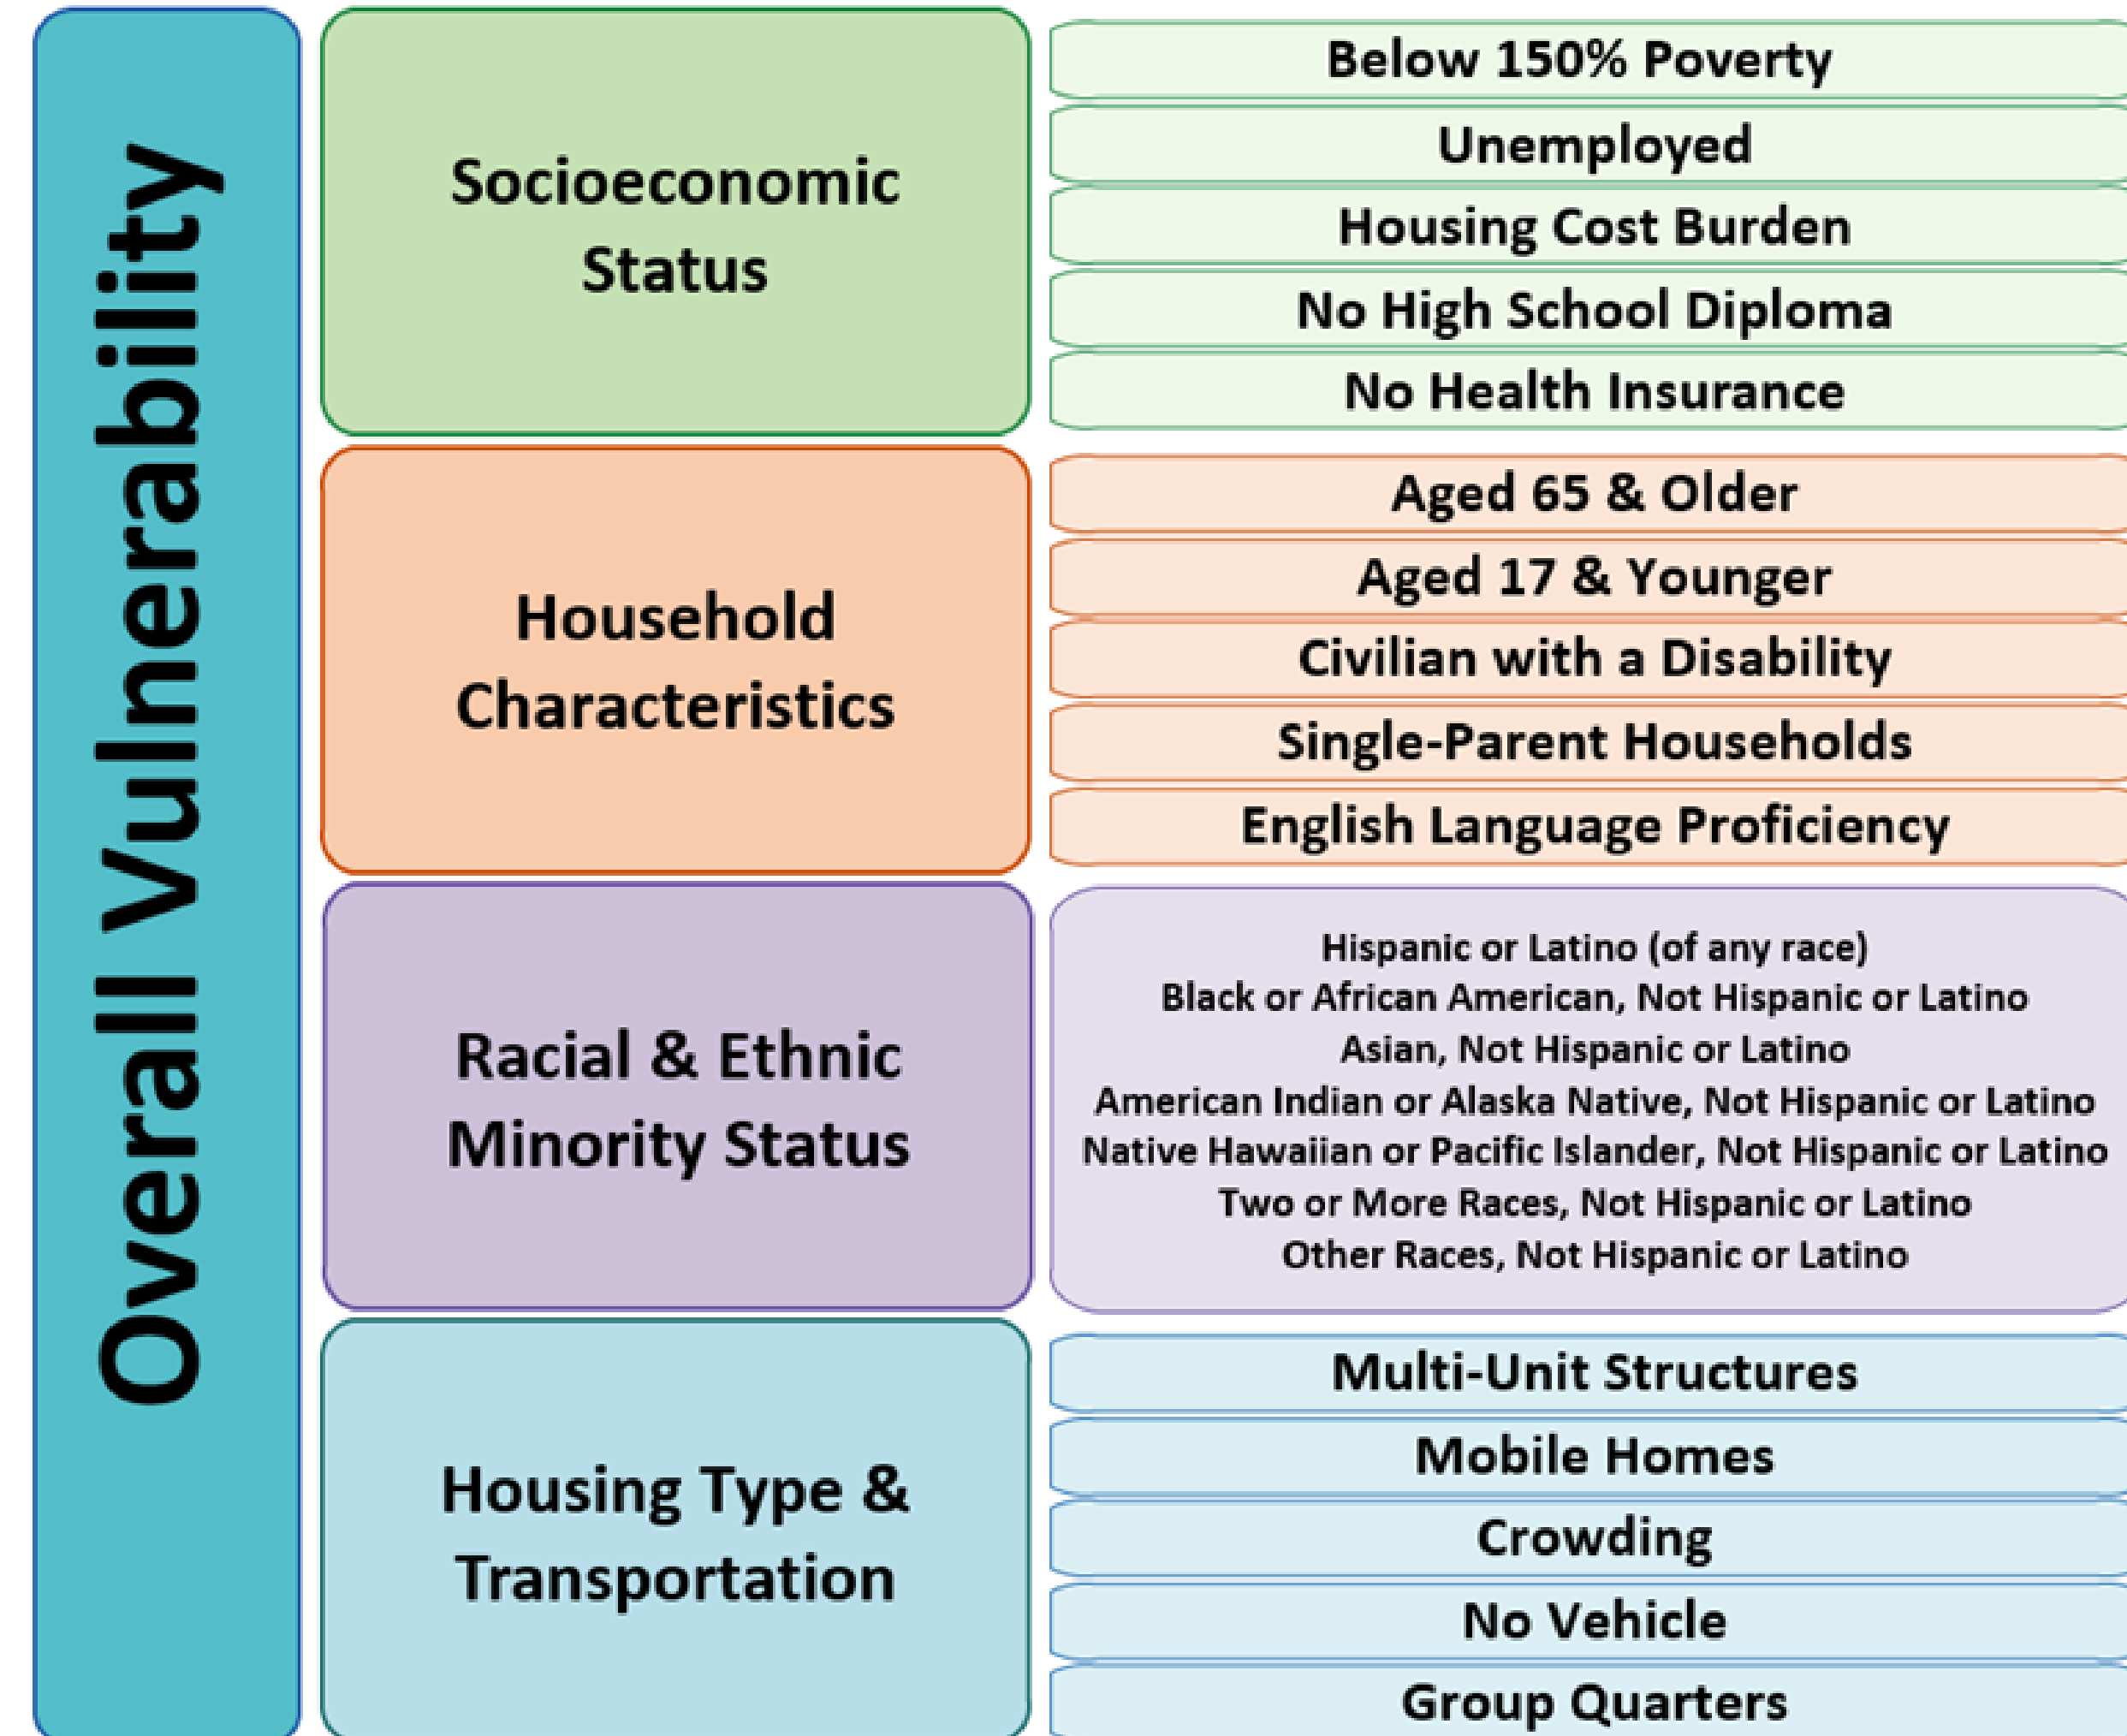 Overall Vulnerability
Socioeconomic
Status
Below 150% Poverty
Unemployed
Housing Cost Burden
No High School Diploma
No Health Insurance
Household
Characteristics
Aged 65 & Older
Aged 17 & Younger
Civilian with a Disability
Single-Parent Households
English Language Proficiency
Racial & Ethnic
Minority Status
Hispanic or Latino (of any race)
Black or African American, Not Hispanic or Latino
Asian, Not Hispanic or Latino
American Indian or Alaska Native, Not Hispanic or Latino
Native Hawaiian or Pacific Islander, Not Hispanic or Latino
Two or More Races, Not Hispanic or Latino
Other Races, Not Hispanic or Latino
Housing Type &
Transportation
Multi-Unit Structures
Mobile Homes
Crowding
No Vehicle
Group Quarters